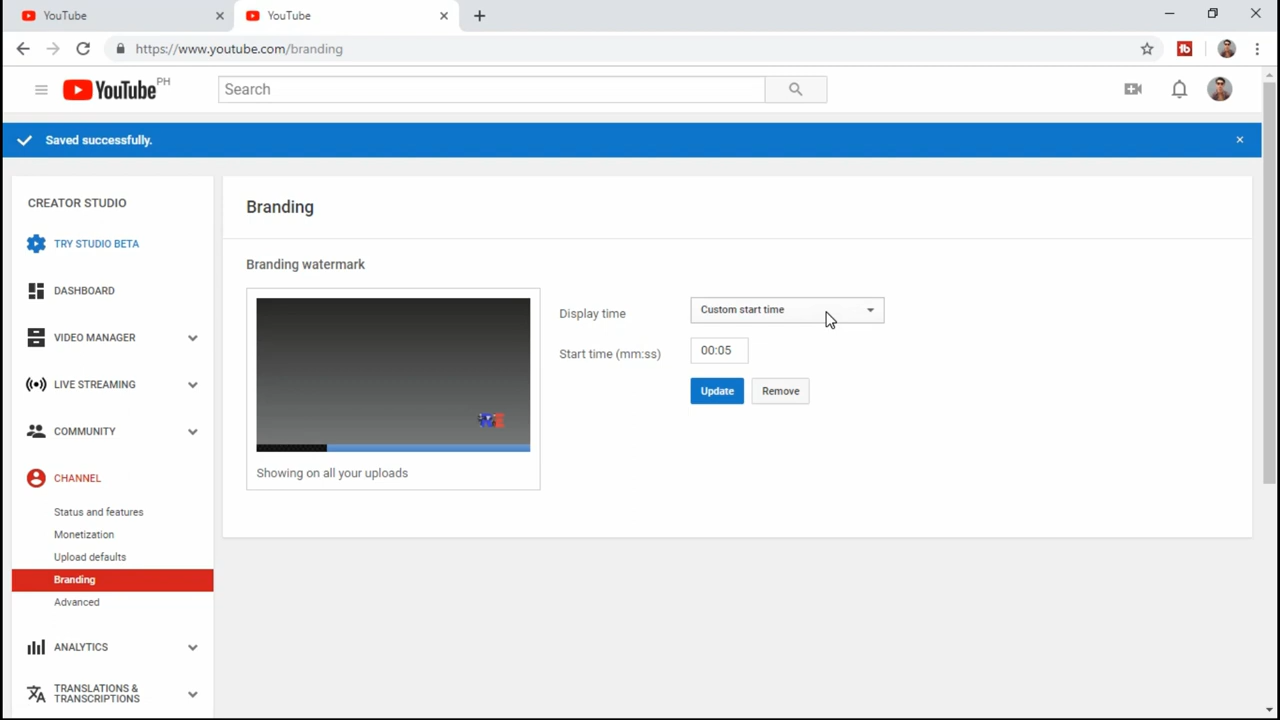 YouTube
YouTube
https://www.youtube.com/branding
YouTube PH
Search
Saved successfully.
CREATOR STUDIO
TRY STUDIO BETA
DASHBOARD
VIDEO MANAGER
LIVE STREAMING
COMMUNITY
CHANNEL
Status and features
Monetization
Upload defaults
Branding
Advanced
ANALYTICS
TRANSLATIONS &
TRANSCRIPTIONS
Branding
Branding watermark
Showing on all your uploads
Display time
Custom start time
Start time (mm:ss)
00:05
Update
Remove